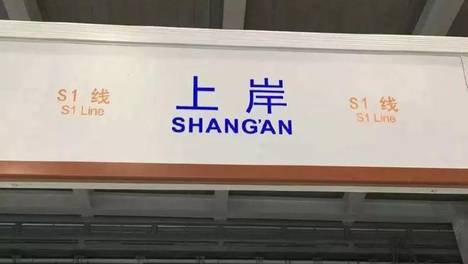 上岸
SHANG'AN
S1 线
S1 Line
S1 线
S1 Line